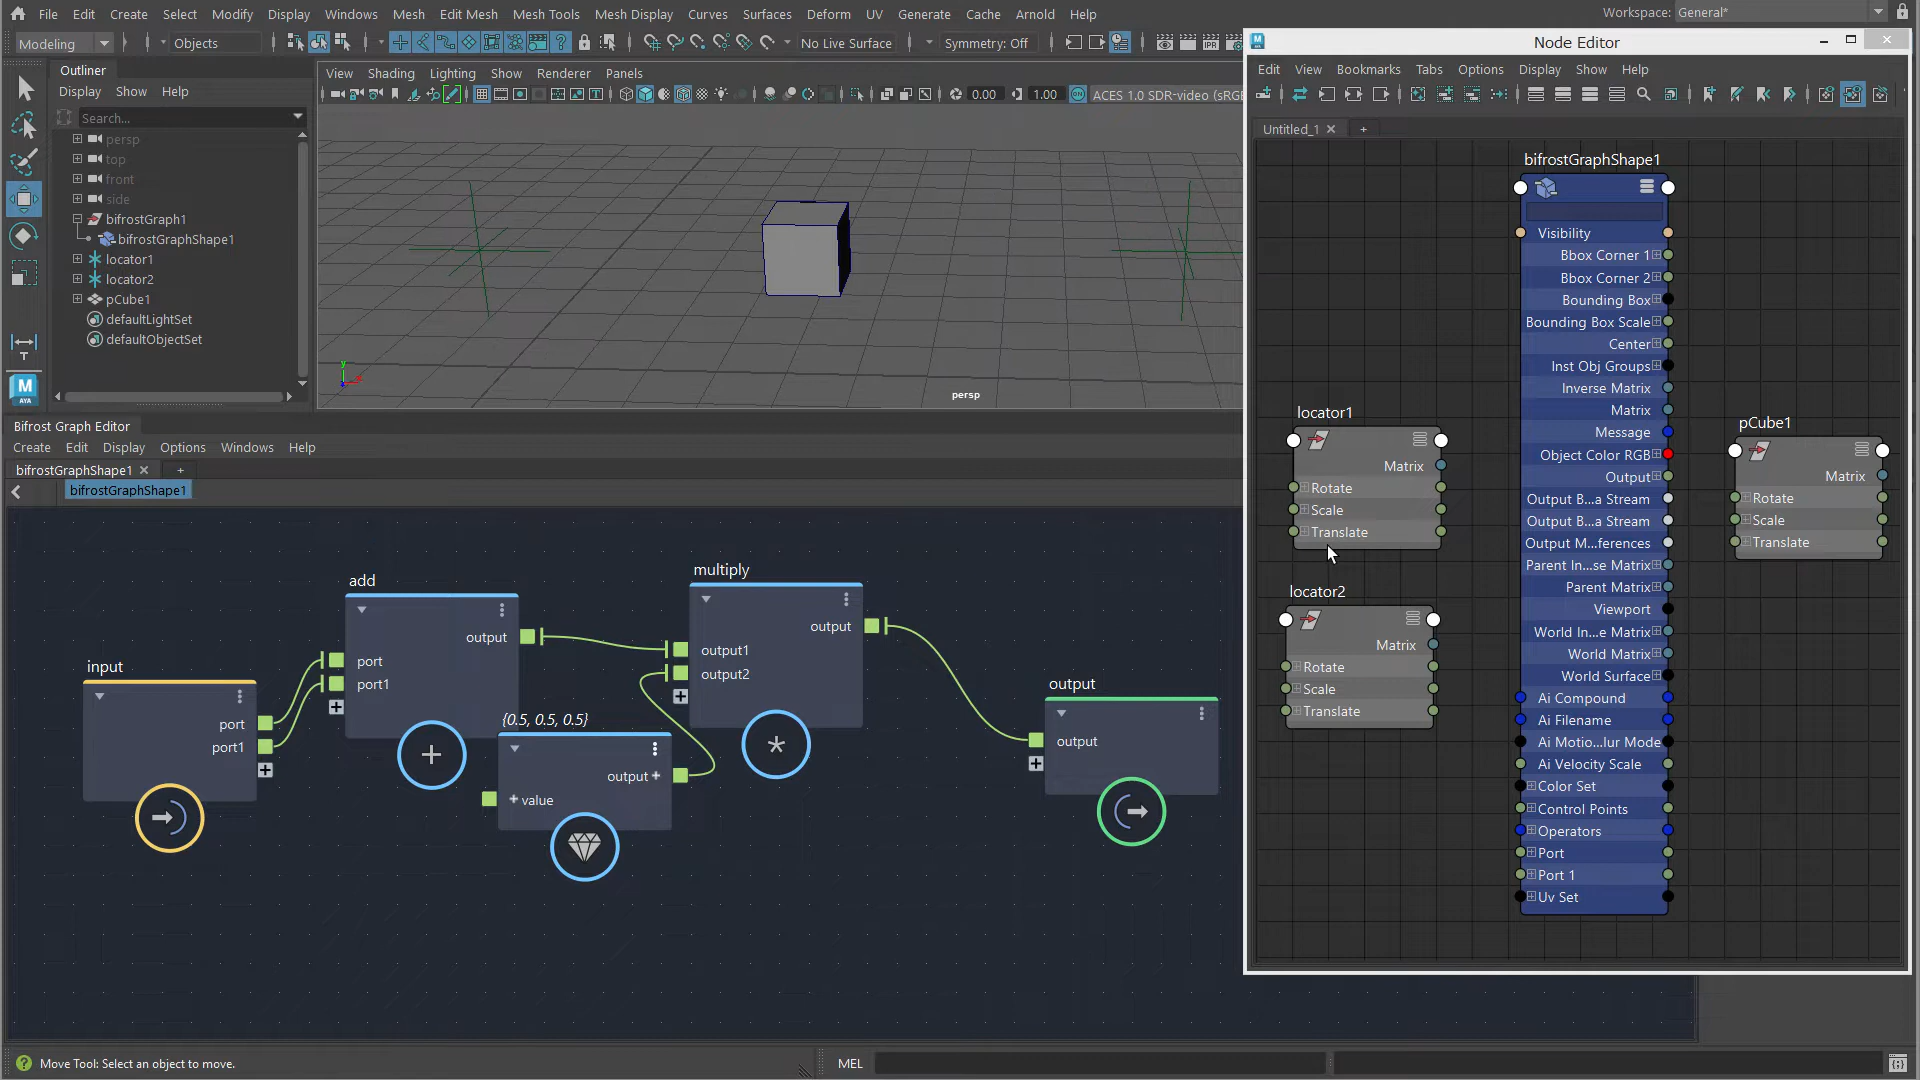 File Edit Create Select Modify Display Windows Mesh Edit Mesh Mesh Tools Mesh Display Curves Surfaces Deform UV Generate Cache Arnold Help
Workspace: General*
Modeling Objects No Live Surface Symmetry: Off IPR
Outliner
Display Show Help
Search...
persp
top
front
side
bifrostGraph1
bifrostGraphShape1
locator1
locator2
pCube1
defaultLightSet
defaultObjectSet
T
M
AYA
View Shading Lighting Show Renderer Panels
0.00 1.00 ACES 1.0 SDR-video (sRGB
y
persp
Bifrost Graph Editor
Create Edit Display Options Windows Help
bifrostGraphShape1
bifrostGraphShape1
input
port
port1
add
output
port
port1
{0.5, 0.5, 0.5}
output
value
multiply
output
output1
output2
output
output
Node Editor
Edit View Bookmarks Tabs Options Display Show Help
Untitled_1
locator1
Matrix
Rotate
Scale
Translate
locator2
Matrix
Rotate
Scale
Translate
bifrostGraphShape1
Visibility
Bbox Corner 1
Bbox Corner 2
Bounding Box
Bounding Box Scale
Center
Inst Obj Groups
Inverse Matrix
Matrix
Message
Object Color RGB
Output
Output B...a Stream
Output B...a Stream
Output M...ferences
Parent In...se Matrix
Parent Matrix
Viewport
World In...e Matrix
World Matrix
World Surface
Ai Compound
Ai Filename
Ai Motio...lur Mode
Ai Velocity Scale
Color Set
Control Points
Operators
Port
Port 1
Uv Set
pCube1
Matrix
Rotate
Scale
Translate
Move Tool: Select an object to move.
MEL